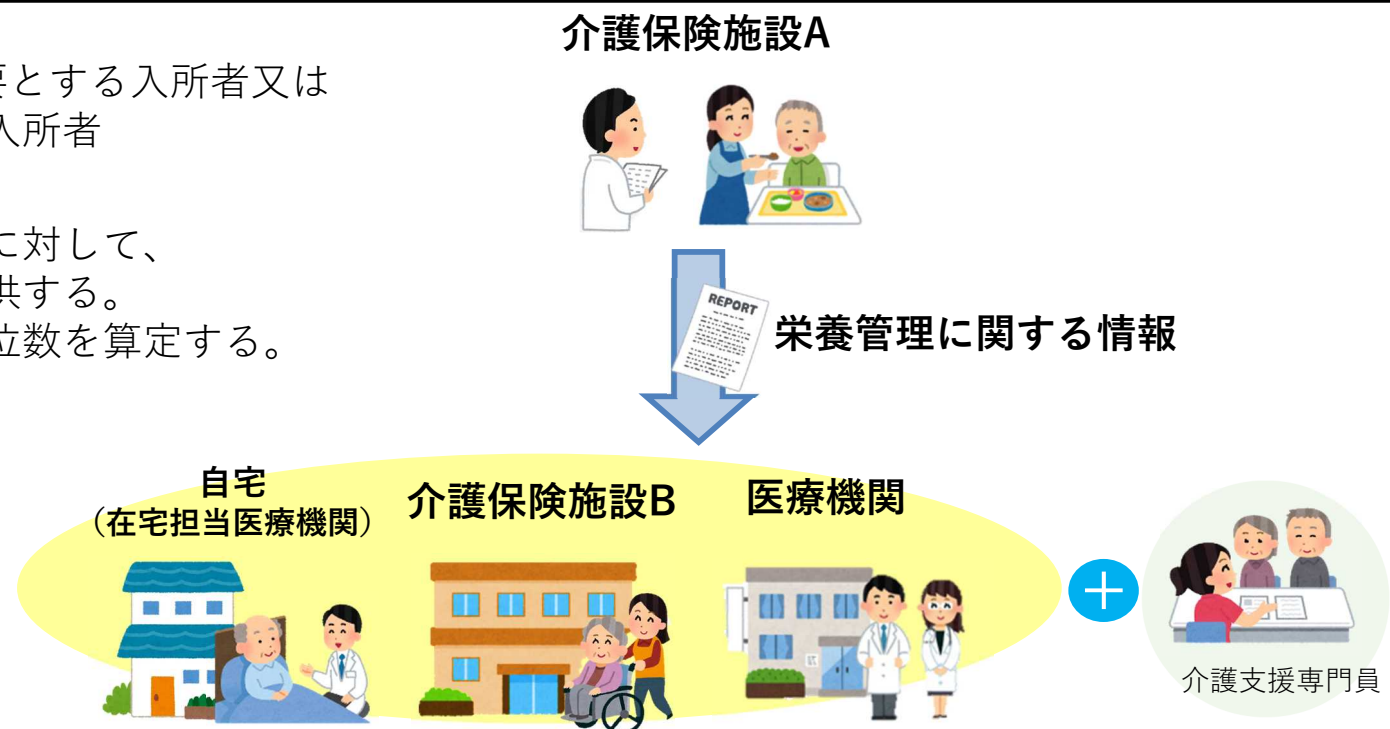 介護保険施設A
要とする入所者又は
入所者
に対して、
供する。
位数を算定する。
REPORT
栄養管理に関する情報
自宅
（在宅担当医療機関）
介護保険施設B
医療機関
＋
介護支援専門員